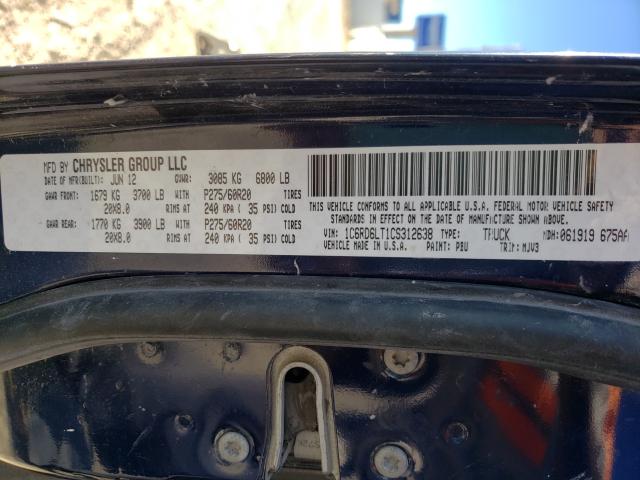 MFD BY CHRYSLER GROUP LLC
DATE OF MFR(BUILT): JUN 12 GVWR: 3085 KG 6800 LB
GAWR FRONT: 1679 KG 3700 LB WITH P275/60R20 TIRES
20X8.0 RIMS AT 240 KPA ( 35 PSI) COLD
GAWR REAR: 1770 KG 3900 LB WITH P275/60R20 TIRES
20X8.0 RIMS AT 240 KPA ( 35 PSI) COLD
THIS VEHICLE CONFORMS TO ALL APPLICABLE U.S.A. FEDERAL MOTOR VEHICLE SAFETY
STANDARDS IN EFFECT ON THE DATE OF MANUFACTURE SHOWN ABOVE.
VIN: 1C6RD6LT1CS312638 TYPE: TRUCK MDH: 061919 675AA
VEHICLE MADE IN U.S.A. PAINT: PBU TRIM: MJV3